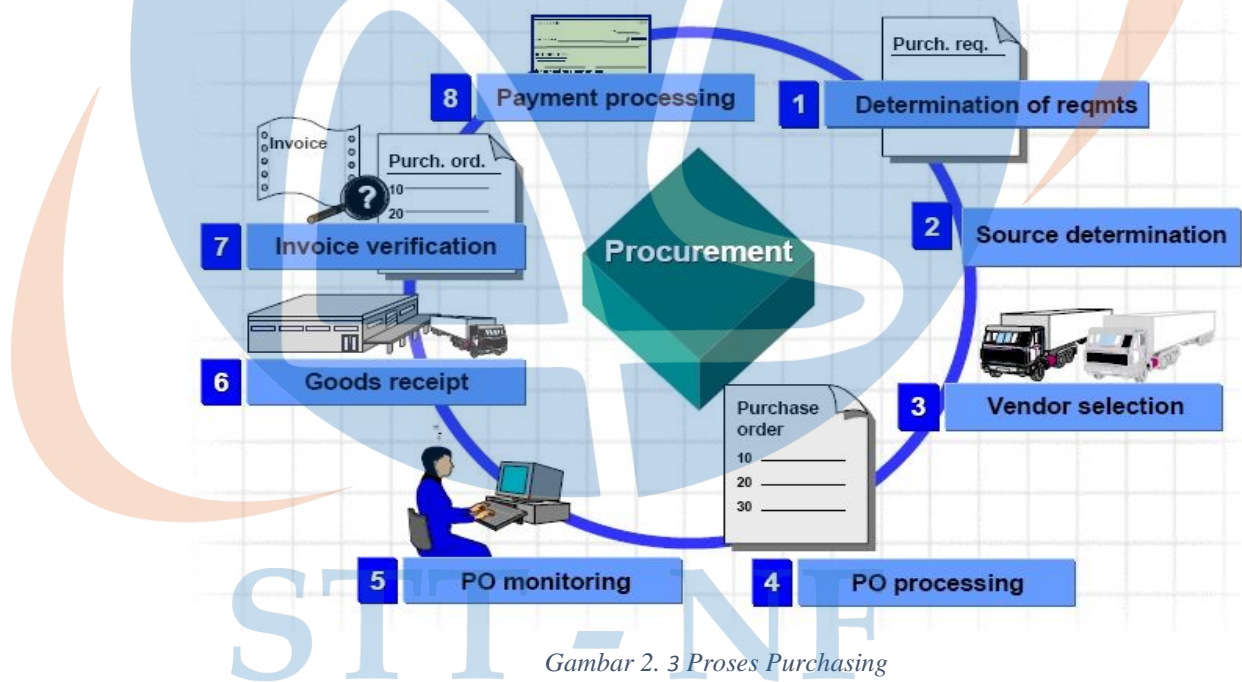 Purch. req.
1 Determination of reqmts
2 Source determination
3 Vendor selection
Purchase
order
10
20
30
4 PO processing
5 PO monitoring
6 Goods receipt
Invoice
Purch. ord.
?
10
20
7 Invoice verification
8 Payment processing
Procurement
STT - NF
Gambar 2. 3 Proses Purchasing